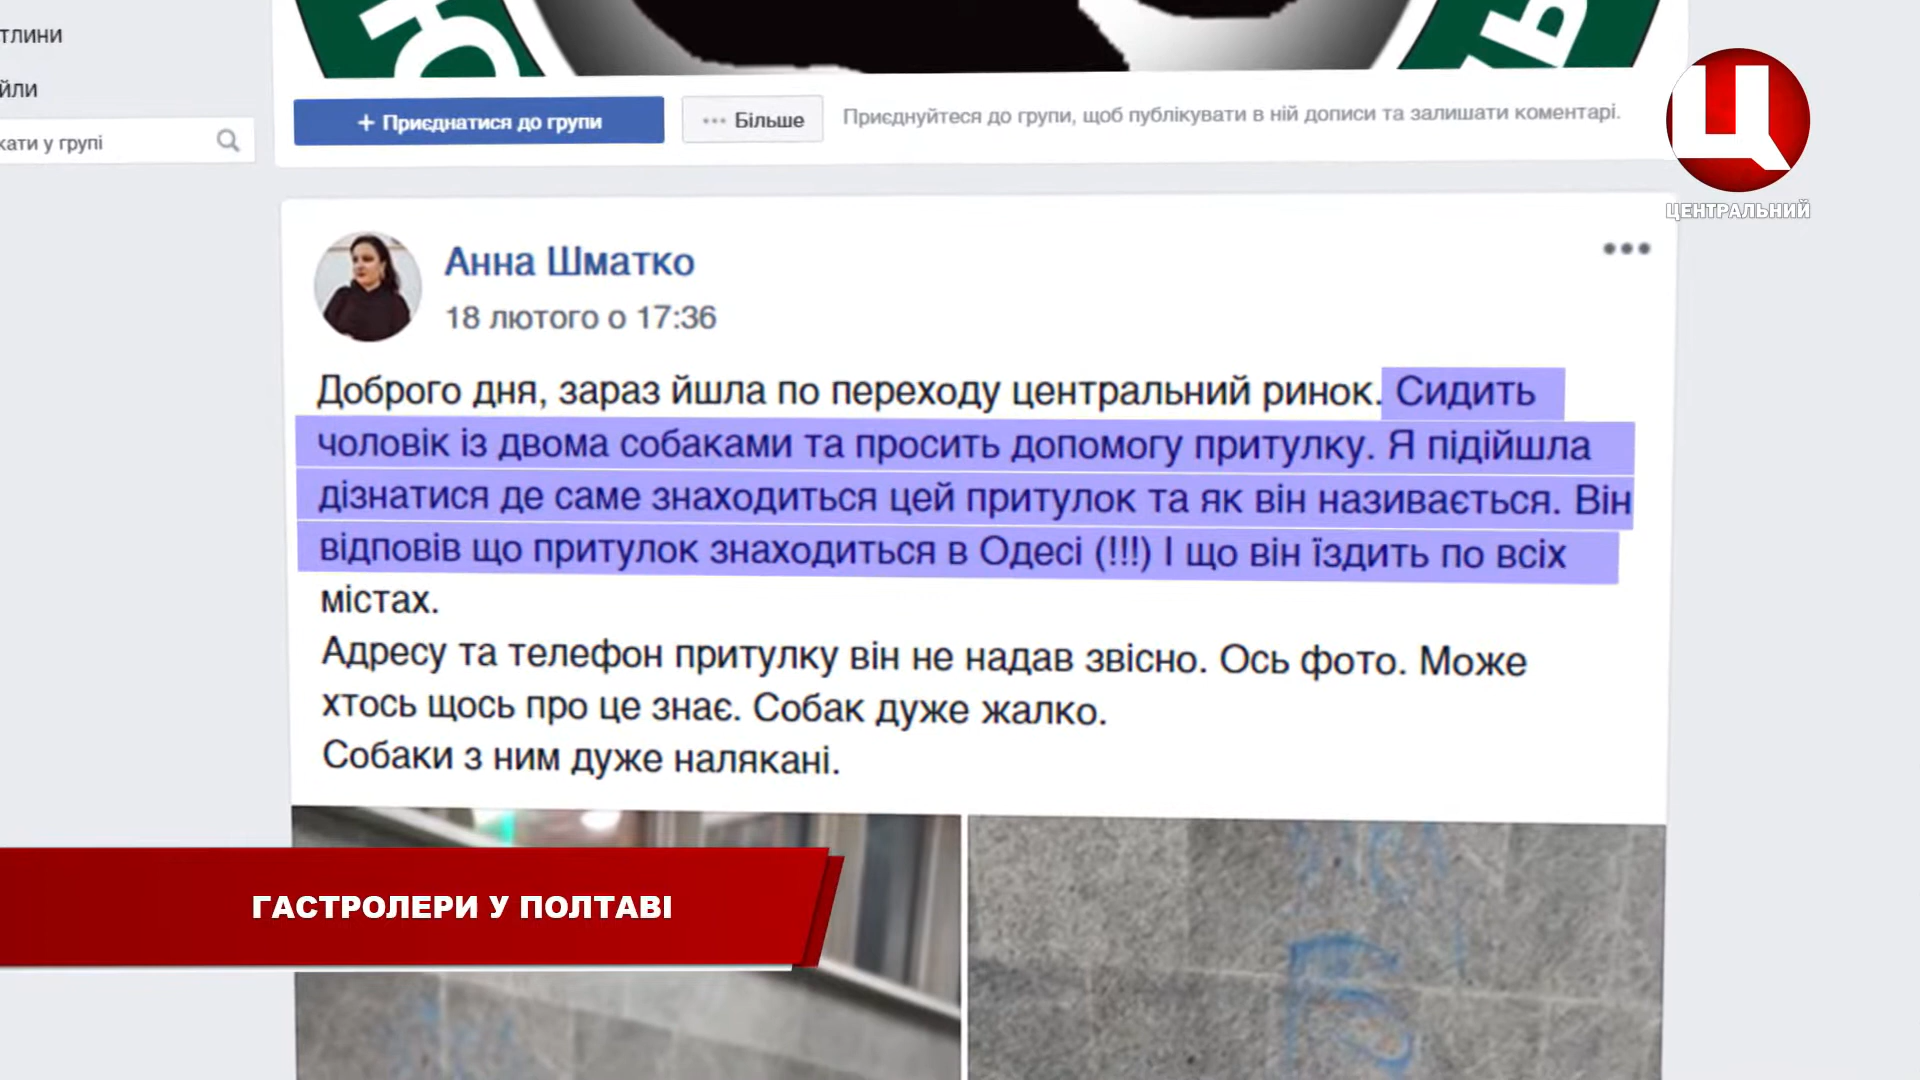 тлини
йли
кати у групі
Ю
Ь
+ Приєднатися до групи
Більше
Приєднуйтеся до групи, щоб публікувати в ній дописи та залишати коментарі.
Ц
ЦЕНТРАЛЬНИЙ
Анна Шматко
18 лютого о 17:36
Доброго дня, зараз йшла по переходу центральний ринок. Сидить
чоловік із двома собаками та просить допомогу притулку. Я підійшла
дізнатися де саме знаходиться цей притулок та як він називається. Він
відповів що притулок знаходиться в Одесі (!!!) І що він їздить по всіх
містах.
Адресу та телефон притулку він не надав звісно. Ось фото. Може
хтось щось про це знає. Собак дуже жалко.
Собаки з ним дуже налякані.
ГАСТРОЛЕРИ У ПОЛТАВІ